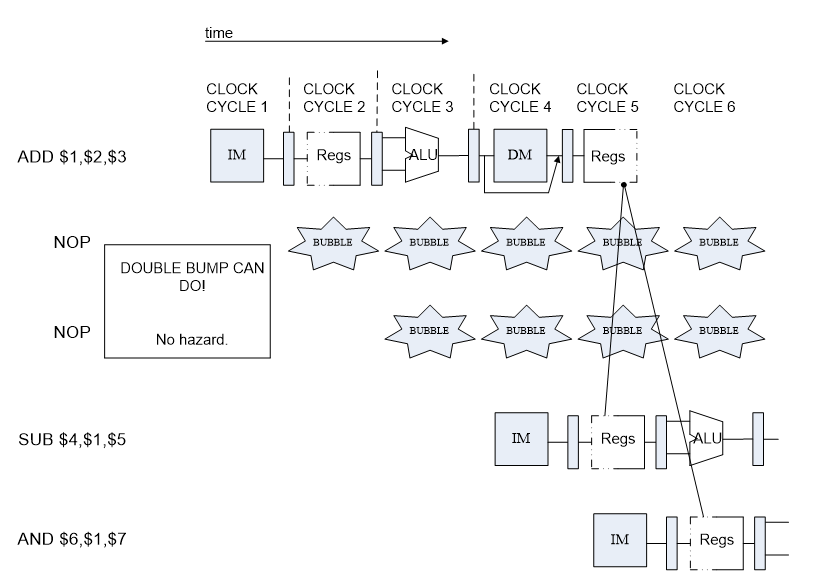 time
CLOCK CYCLE 1
CLOCK CYCLE 2
CLOCK CYCLE 3
CLOCK CYCLE 4
CLOCK CYCLE 5
CLOCK CYCLE 6
ADD $1,$2,$3
IM
Regs
ALU
DM
Regs
NOP
BUBBLE
BUBBLE
BUBBLE
BUBBLE
BUBBLE
DOUBLE BUMP CAN
DO!
No hazard.
NOP
BUBBLE
BUBBLE
BUBBLE
BUBBLE
SUB $4,$1,$5
IM
Regs
ALU
AND $6,$1,$7
IM
Regs